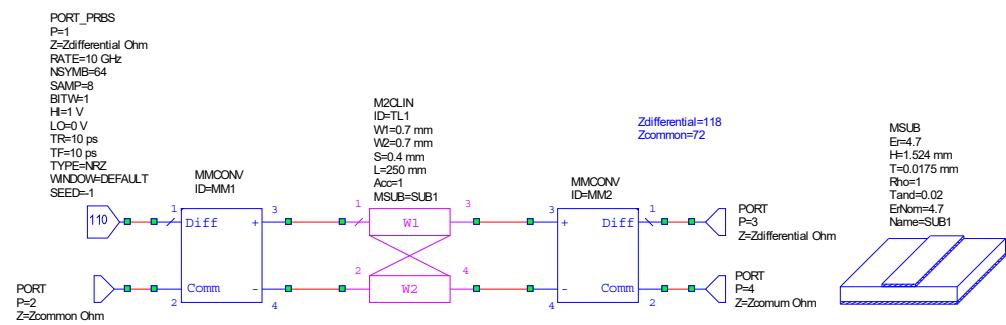 PORT_PRBS
P=1
Z=Zdifferential Ohm
RATE=10 GHz
NSYMB=64
SAMP=8
BITW=1
HI=1 V
LO=0 V
TR=10 ps
TF=10 ps
TYPE=NRZ
WINDOW=DEFAULT
SEED=-1
110
PORT
P=2
Z=Zcommon Ohm
MMCONV
ID=MM1
1
3
Diff
+
Comm
-
2
4
M2CLIN
ID=TL1
W1=0.7 mm
W2=0.7 mm
S=0.4 mm
L=250 mm
Acc=1
MSUB=SUB1
1
W1
3
2
W2
4
Zdifferential=118
Zcommon=72
MMCONV
ID=MM2
3
1
+
Diff
-
Comm
4
2
PORT
P=3
Z=Zdifferential Ohm
PORT
P=4
Z=Zcomum Ohm
MSUB
Er=4.7
H=1.524 mm
T=0.0175 mm
Rho=1
Tand=0.02
ErNom=4.7
Name=SUB1